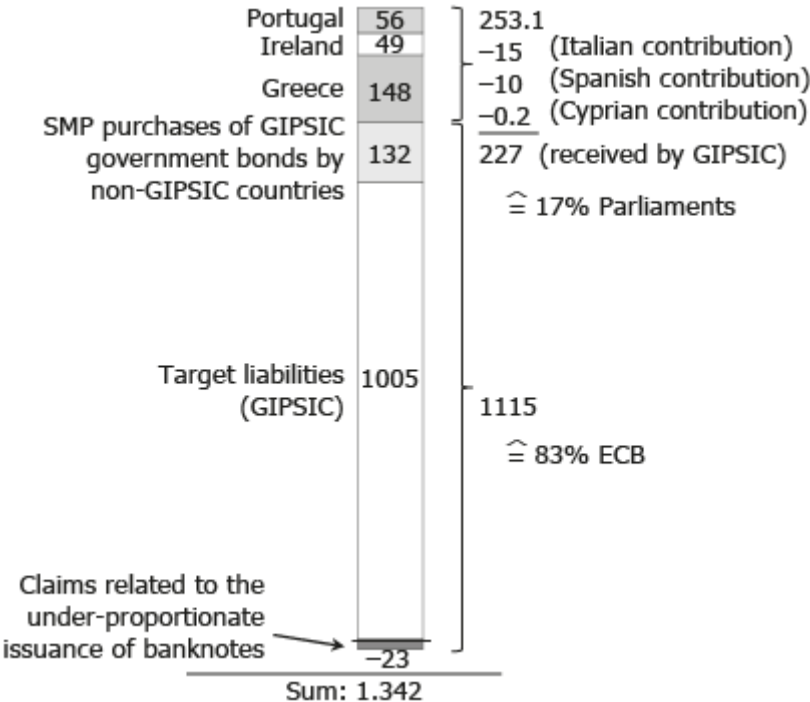 Portugal 56 253.1
Ireland 49 –15 (Italian contribution)
Greece 148 –10 (Spanish contribution)
–0.2 (Cyprian contribution)
SMP purchases of GIPSIC
government bonds by 132 227 (received by GIPSIC)
non-GIPSIC countries
≙ 17% Parliaments
Target liabilities 1005
(GIPSIC) 1115
≙ 83% ECB
Claims related to the
under-proportionate
issuance of banknotes
–23
Sum: 1.342